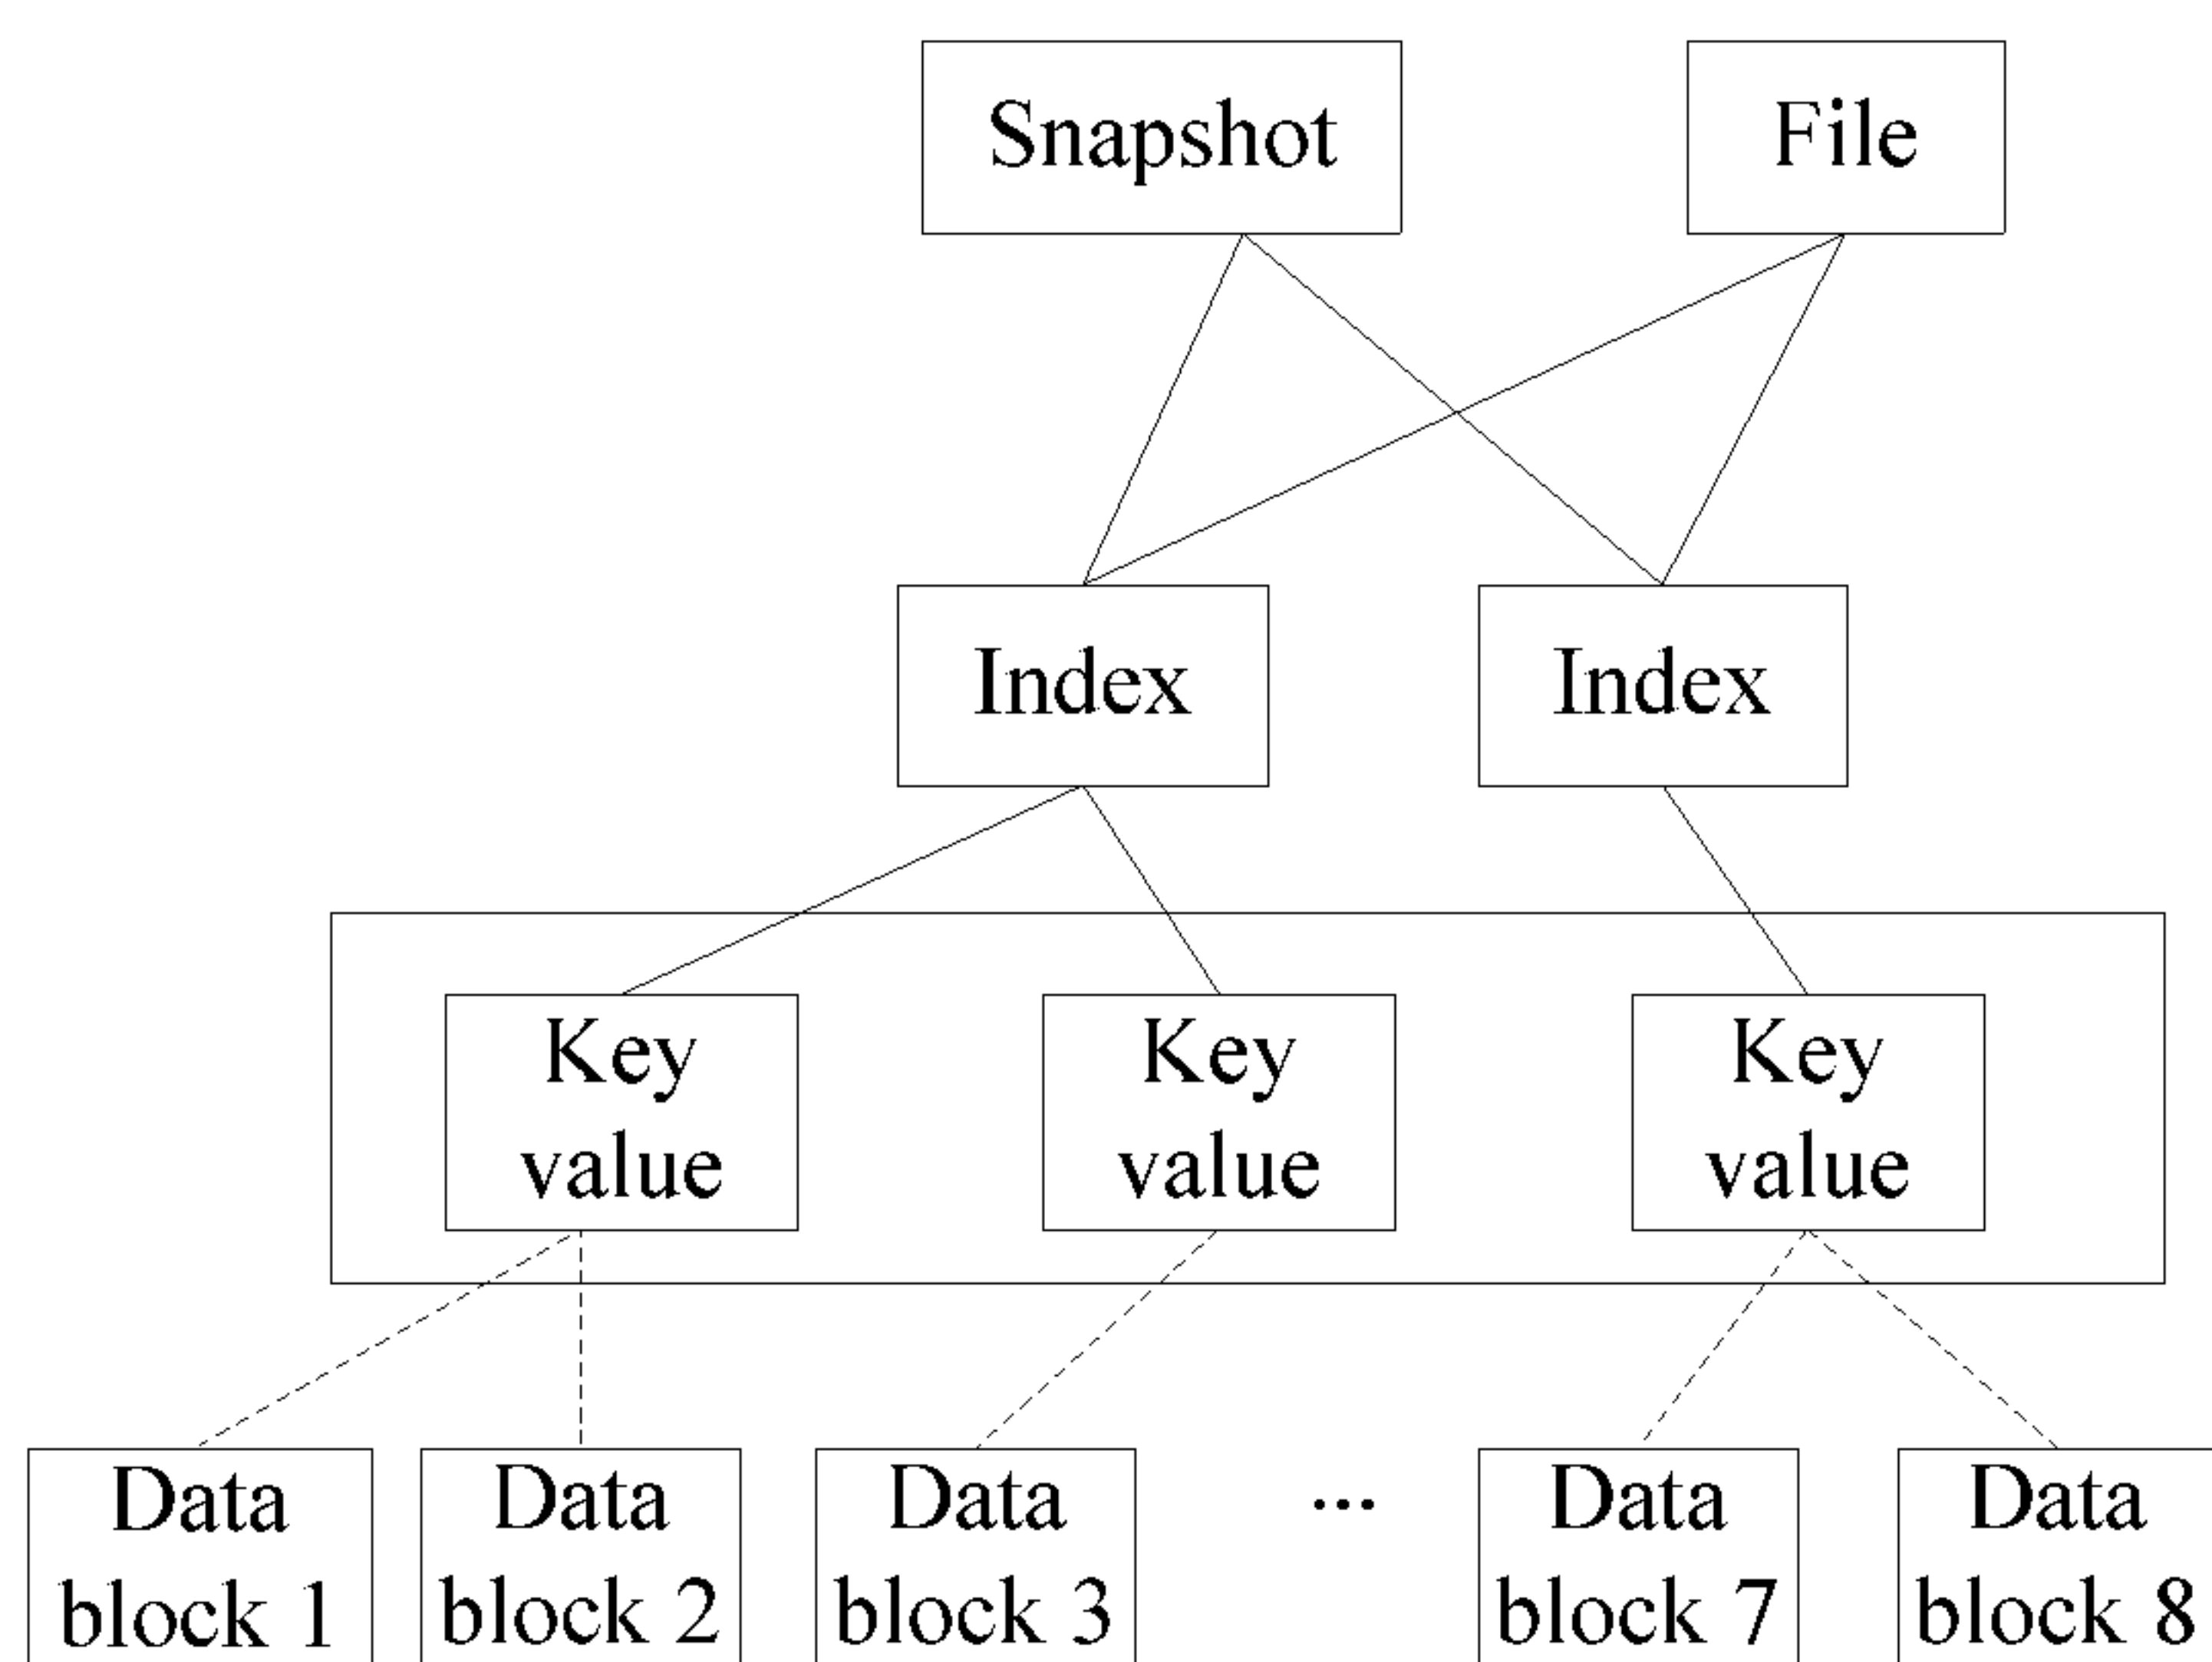 Snapshot
File
Index
Index
Key
value
Key
value
Key
value
Data
block 1
Data
block 2
Data
block 3
...
Data
block 7
Data
block 8